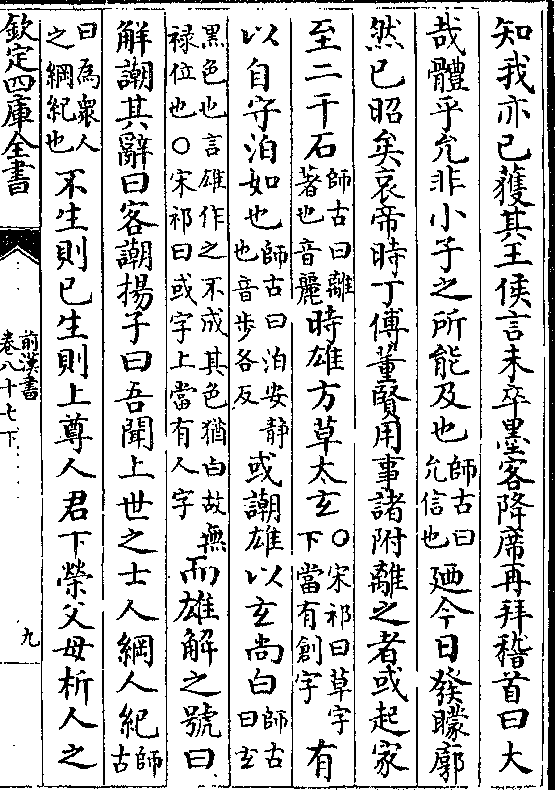 知我亦已獲其王侯言未卒墨客降席再拜稽首曰大
哉體乎允非小子之所能及也師古曰允信也廼今日發矇廓
然已昭矣哀帝時丁傅董賢用事諸附離之者或起家
至二千石師古曰離著也音麗時雄方草太玄○宋祁曰草字下當有創字有
以自守泊如也師古曰泊安静也音步各反或謿雄以玄尚白師古曰玄
黑色也言雄作之不成其色猶白故無禄位也○宋祁曰或字上當有人字而雄解之號曰
解謿其辭曰客謿揚子曰吾聞上世之士人綱人紀師古
曰為衆人之綱紀也不生則已生則上尊人君下榮父母析人之
欽定四庫全書
前漢書
卷八十七下
九